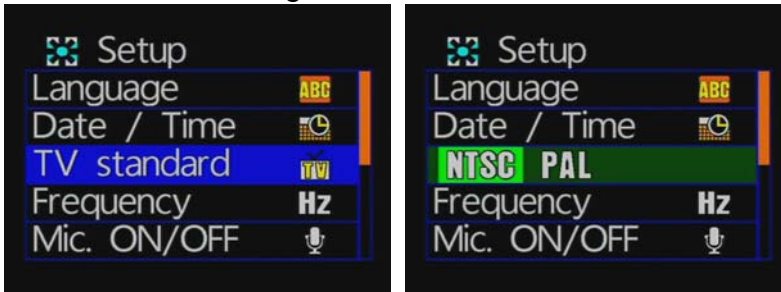 Setup
Language ABC
Date / Time
TV standard TV
Frequency Hz
Mic. ON/OFF
Setup
Language ABC
Date / Time
NTSC PAL
Frequency Hz
Mic. ON/OFF